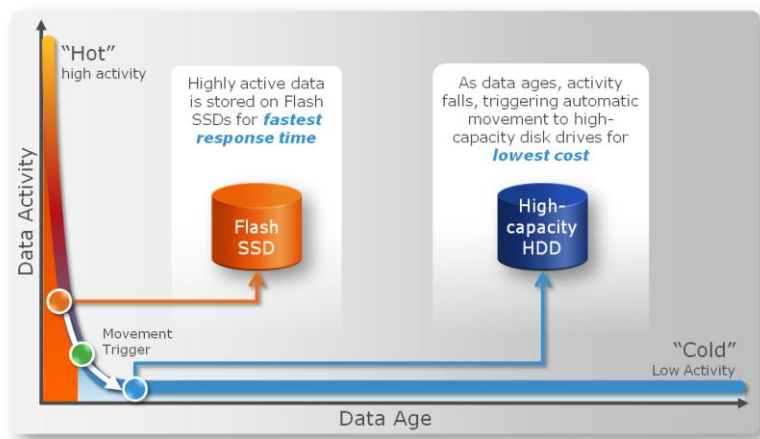 "Hot"
high activity
Highly active data
is stored on Flash
SSDs for fastest
response time
As data ages, activity
falls, triggering automatic
movement to high-
capacity disk drives for
lowest cost
Flash
SSD
High-
capacity
HDD
Data Activity
Movement
Trigger
"Cold"
Low Activity
Data Age